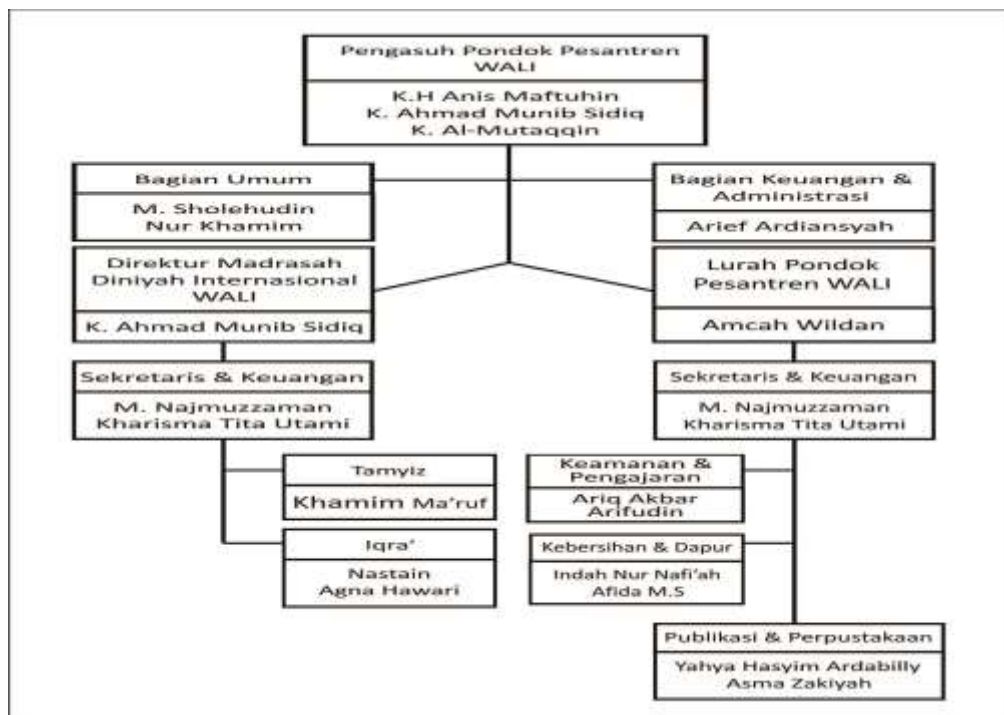 Pengasuh Pondok Pesantren
WALI
K.H Anis Maftuhin
K. Ahmad Munib Sidiq
K. Al-Mutaqqin
Bagian Umum
M. Sholehudin
Nur Khamim
Bagian Keuangan &
Administrasi
Arief Ardiansyah
Direktur Madrasah
Diniyah Internasional
WALI
K. Ahmad Munib Sidiq
Lurah Pondok
Pesantren WALI
Amcah Wildan
Sekretaris & Keuangan
M. Najmuzzaman
Kharisma Tita Utami
Sekretaris & Keuangan
M. Najmuzzaman
Kharisma Tita Utami
Tamyiz
Khamim Ma'ruf
Iqra'
Nastain
Agna Hawari
Keamanan &
Pengajaran
Ariq Akbar
Arifudin
Kebersihan & Dapur
Indah Nur Nafi'ah
Afida M.S
Publikasi & Perpustakaan
Yahya Hasyim Ardabilly
Asma Zakiyah